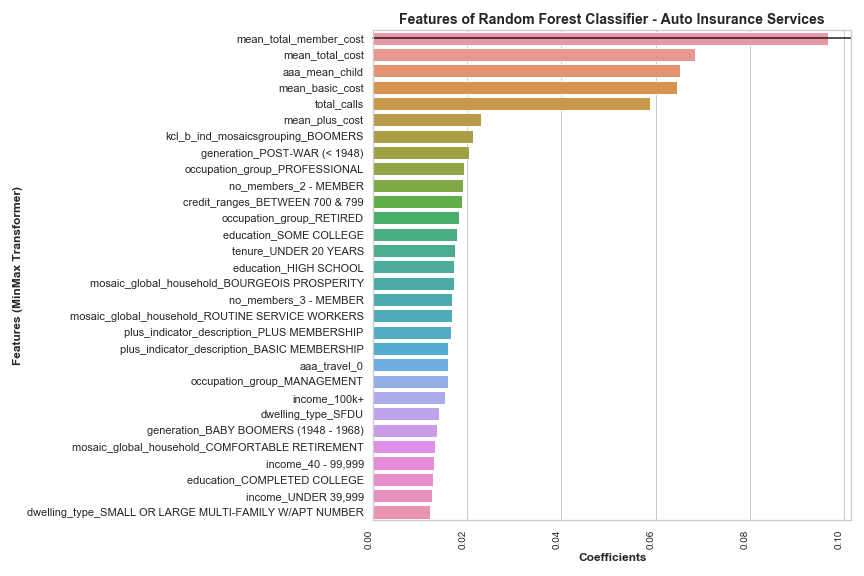 Features of Random Forest Classifier - Auto Insurance Services
Features (MinMax Transformer)
mean_total_member_cost
mean_total_cost
aaa_mean_child
mean_basic_cost
total_calls
mean_plus_cost
kcl_b_ind_mosaicsgrouping_BOOMERS
generation_POST-WAR (< 1948)
occupation_group_PROFESSIONAL
no_members_2 - MEMBER
credit_ranges_BETWEEN 700 & 799
occupation_group_RETIRED
education_SOME COLLEGE
tenure_UNDER 20 YEARS
education_HIGH SCHOOL
mosaic_global_household_BOURGEOIS PROSPERITY
no_members_3 - MEMBER
mosaic_global_household_ROUTINE SERVICE WORKERS
plus_indicator_description_PLUS MEMBERSHIP
plus_indicator_description_BASIC MEMBERSHIP
aaa_travel_0
occupation_group_MANAGEMENT
income_100k+
dwelling_type_SFDU
generation_BABY BOOMERS (1948 - 1968)
mosaic_global_household_COMFORTABLE RETIREMENT
income_40 - 99,999
education_COMPLETED COLLEGE
income_UNDER 39,999
dwelling_type_SMALL OR LARGE MULTI-FAMILY W/APT NUMBER
0.00
0.02
0.04
0.06
0.08
0.10
Coefficients